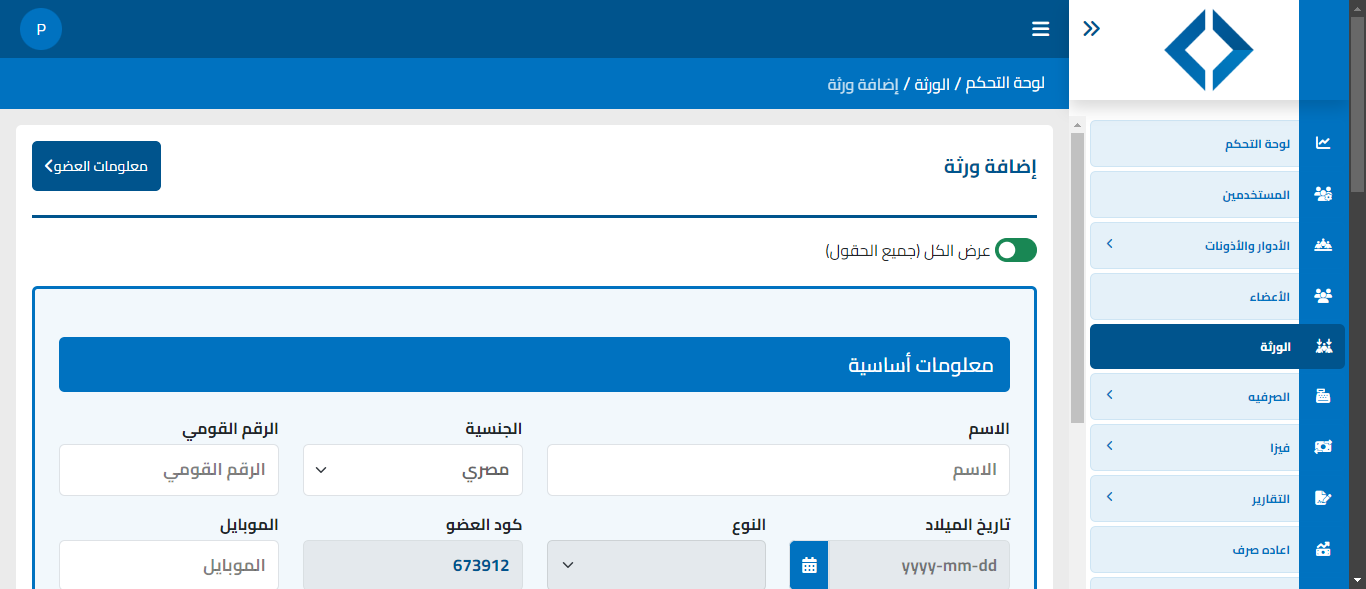 P
لوحة التحكم / الورثة / إضافة ورثة
لوحة التحكم
المستخدمين
الأدوار والأذونات
الأعضاء
الورثة
الصرفيه
فيزا
التقارير
اعاده صرف
إضافة ورثة
معلومات العضو
عرض الكل (جميع الحقول)
معلومات أساسية
الاسم
الجنسية
الرقم القومي
الاسم
مصري
الرقم القومي
تاريخ الميلاد
النوع
كود العضو
الموبايل
yyyy-mm-dd
673912
الموبايل